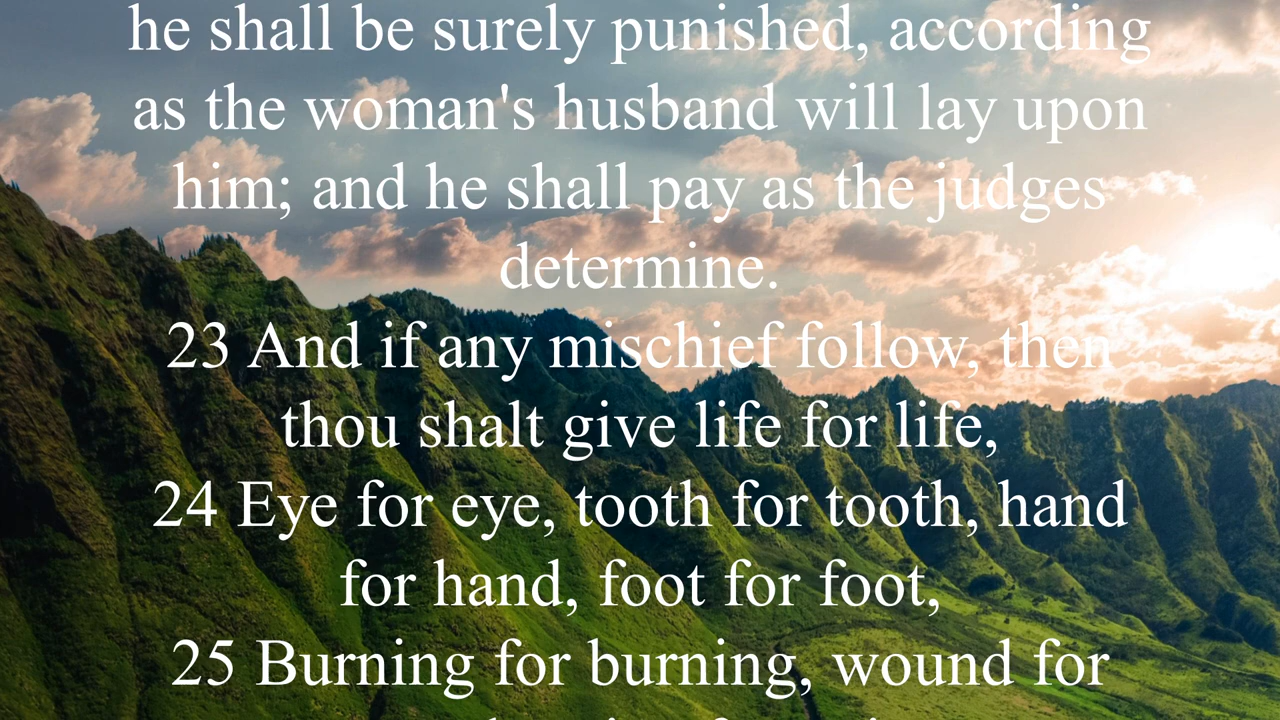 he shall be surely punished, according
as the woman's husband will lay upon
him; and he shall pay as the judges
determine.
23 And if any mischief follow, then
thou shalt give life for life,
24 Eye for eye, tooth for tooth, hand
for hand, foot for foot,
25 Burning for burning, wound for